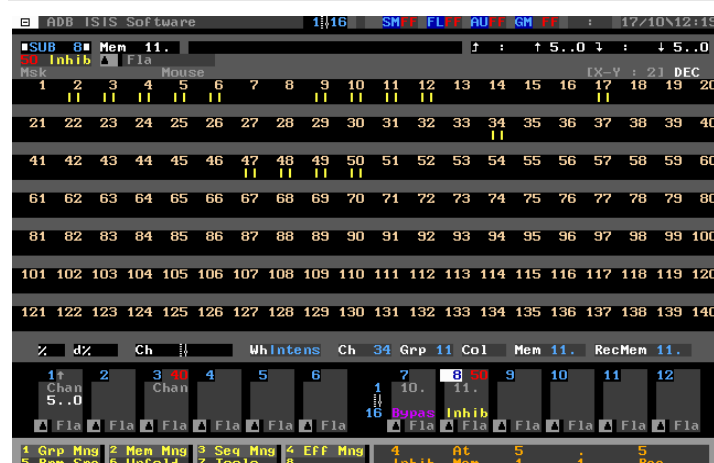 ADB ISIS Software 1 16 SMFF FLFF AUFF GM FF : 17/10\12:19
SUB 8 Mem 11. ↥ : ↑ 5..0 ↧ : ↓ 5..0
50 Inhib Fla
Msk Mouse [X-Y : 2] DEC
1 2 3 4 5 6 7 8 9 10 11 12 13 14 15 16 17 18 19 20
21 22 23 24 25 26 27 28 29 30 31 32 33 34 35 36 37 38 39 40
41 42 43 44 45 46 47 48 49 50 51 52 53 54 55 56 57 58 59 60
61 62 63 64 65 66 67 68 69 70 71 72 73 74 75 76 77 78 79 80
81 82 83 84 85 86 87 88 89 90 91 92 93 94 95 96 97 98 99 100
101 102 103 104 105 106 107 108 109 110 111 112 113 114 115 116 117 118 119 120
121 122 123 124 125 126 127 128 129 130 131 132 133 134 135 136 137 138 139 140
% d% Ch WhIntens Ch 34 Grp 11 Col Mem 11. RecMem 11.
1↑ 2 3 40 4 5 6 7 8 50 9 10 11 12
Chan Chan 1 10. 11.
5..0
16 Bypas Inhib
Fla Fla Fla Fla Fla Fla Fla Fla Fla Fla Fla Fla
1 Grp Mng 2 Mem Mng 3 Seq Mng 4 Eff Mng 4 At 5 . 5